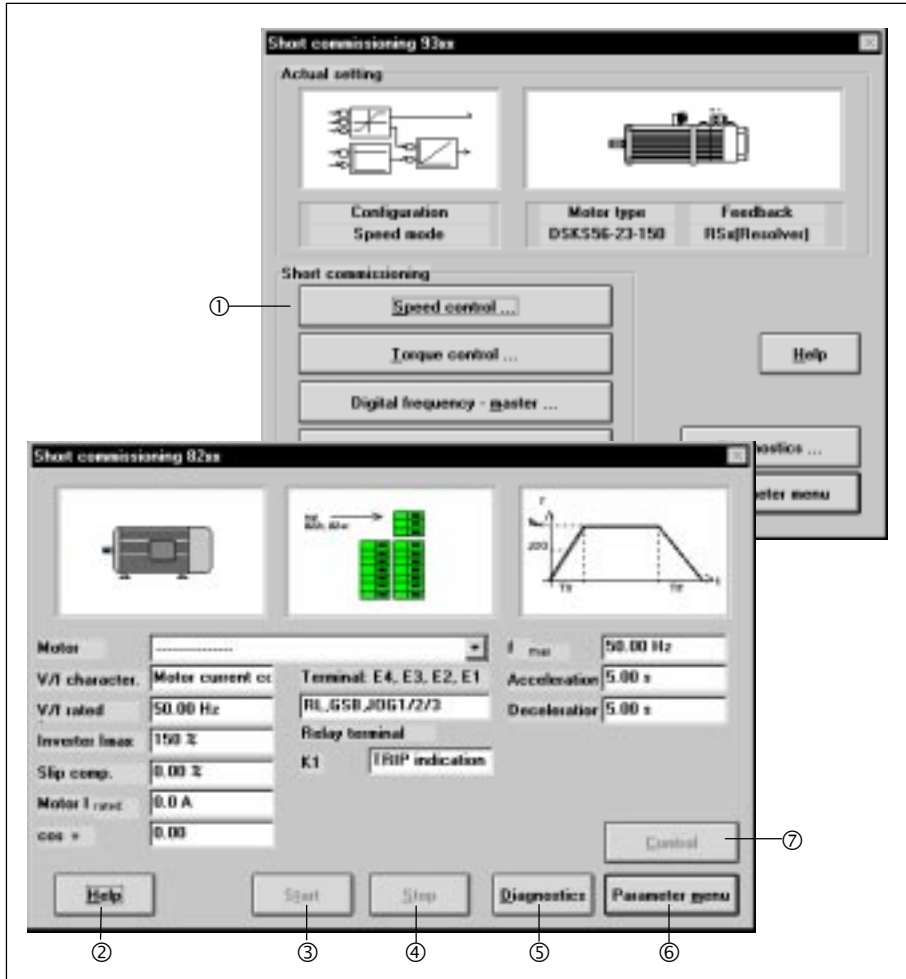 Short commissioning 93xx
Actual setting
Configuration
Speed mode
Motor type
DSKS56-23-150
Feedback
RSx(Resolver)
Short commissioning
①
Speed control ...
Torque control ...
Help
Digital frequency - master ...
nostics ...
eter menu
Short commissioning 82xx
Motor
--------------
V/f character.
Motor current cc
V/f rated
50.00 Hz
Inverter Imax
150 %
Slip comp.
0.00 %
Motor I rated
0.0 A
cos
0.00
Terminal: E4, E3, E2, E1
RL,GSB,JOG1/2/3
Relay terminal
K1
TRIP indication
f max
50.00 Hz
Acceleration
5.00 s
Deceleration
5.00 s
Control
⑦
Help
Start
Stop
Diagnostics
Parameter menu
② ③ ④ ⑤ ⑥